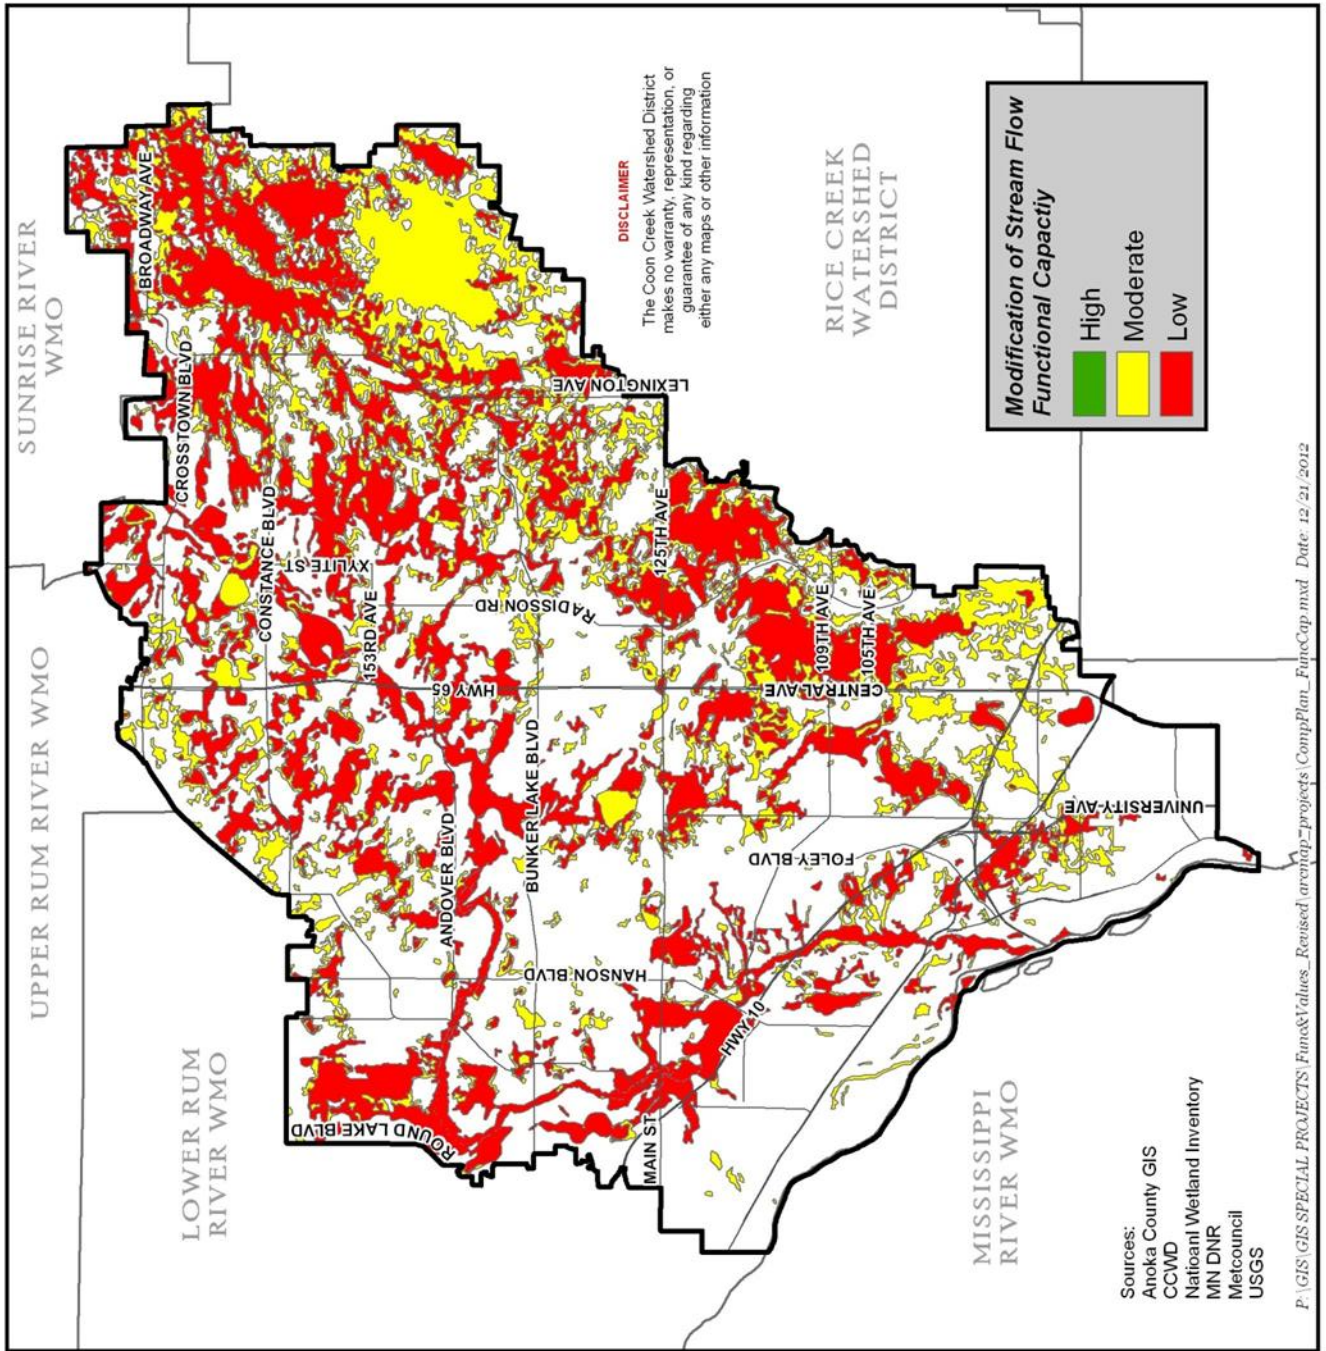 SUNRISE RIVER
WMO
UPPER RUM RIVER WMO
LOWER RUM
RIVER WMO
BROADWAY AVE
CROSSTOWN BLVD
CONSTANCE BLVD
XYLITE ST
153RD AVE
RADISSON RD
HWY 65
ANDOVER BLVD
BUNKER LAKE BLVD
LEXINGTON AVE
125TH AVE
109TH AVE
105TH AVE
CENTRAL AVE
FOLEY BLVD
HANSON BLVD
UNIVERSITY AVE
HWY 10
MAIN ST
ROUND LAKE BLVD
DISCLAIMER
The Coon Creek Watershed District
makes no warranty, representation, or
guarantee of any kind regarding
either any maps or other information
RICE CREEK
WATERSHED
DISTRICT
MISSISSIPPI
RIVER WMO
Modification of Stream Flow
Functional Capactiy
High
Moderate
Low
Sources:
Anoka County GIS
CCWD
Natioanl Wetland Inventory
MN DNR
Metcouncil
USGS
P:\GIS\GIS SPECIAL PROJECTS\Func&Values_Revised\arcmap_projects\CompPlan_FuncCap.mxd Date: 12/21/2012